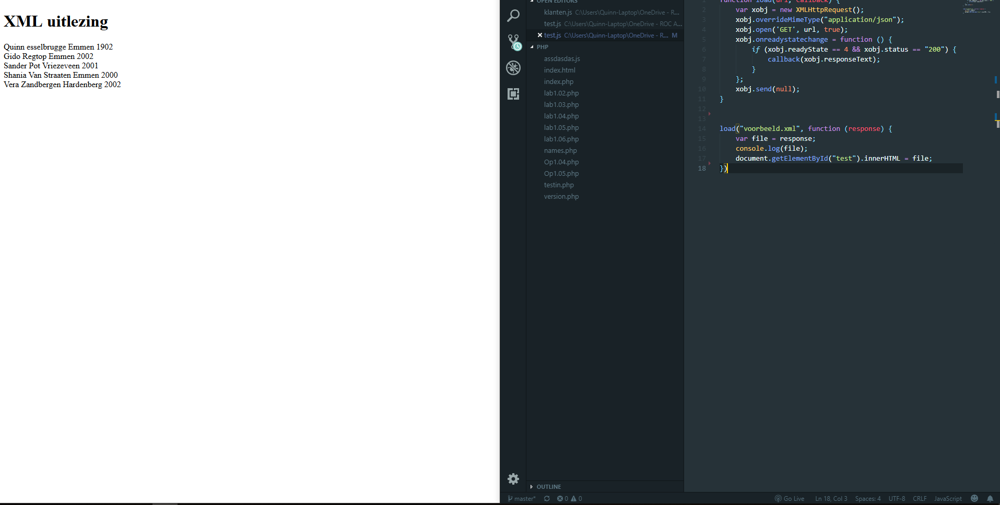 XML uitlezing
Quinn esselbrugge Emmen 1902
Gido Regtop Emmen 2002
Sander Pot Vriezeveen 2001
Shania Van Straaten Emmen 2000
Vera Zandbergen Hardenberg 2002
OPEN EDITORS
klanten.js C:\Users\Quinn-Laptop\OneDrive - R...
test.js C:\Users\Quinn-Laptop\OneDrive - ROC A...
test.js C:\Users\Quinn-Laptop\OneDrive - R... M
PHP
assdasdas.js
index.html
index.php
lab1.02.php
lab1.03.php
lab1.04.php
lab1.05.php
lab1.06.php
names.php
Op1.04.php
Op1.05.php
testin.php
version.php
OUTLINE
1 function load(url, callback) {
2 var xobj = new XMLHttpRequest();
3 xobj.overrideMimeType("application/json");
4 xobj.open('GET', url, true);
5 xobj.onreadystatechange = function () {
6 if (xobj.readyState == 4 && xobj.status == "200") {
7 callback(xobj.responseText);
8 }
9 };
10 xobj.send(null);
11 }
12
13
14 load("voorbeeld.xml", function (response) {
15 var file = response;
16 console.log(file);
17 document.getElementById("test").innerHTML = file;
18 })
master* 0 0 Go Live Ln 18, Col 3 Spaces: 4 UTF-8 CRLF JavaScript